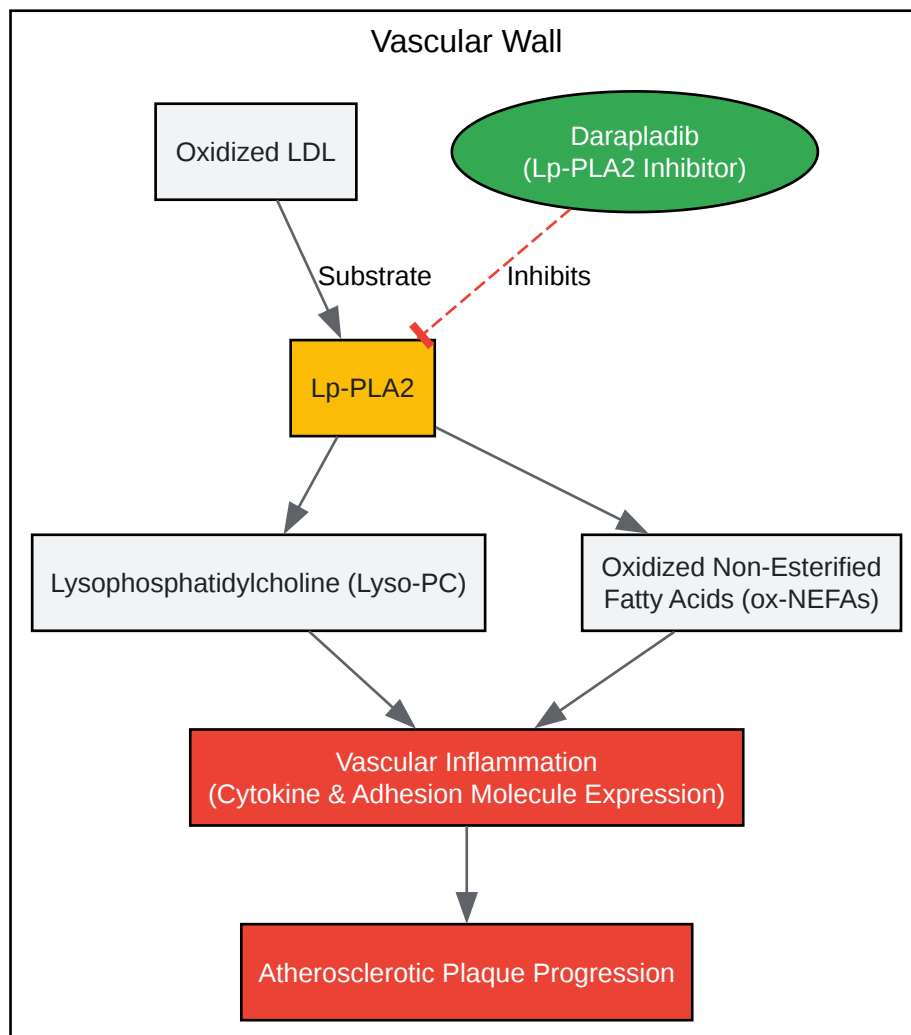 Vascular Wall
Oxidized LDL
Darapladib
(Lp-PLA2 Inhibitor)
Substrate
Inhibits
Lp-PLA2
Lysophosphatidylcholine (Lyso-PC)
Oxidized Non-Esterified
Fatty Acids (ox-NEFAs)
Vascular Inflammation
(Cytokine & Adhesion Molecule Expression)
Atherosclerotic Plaque Progression